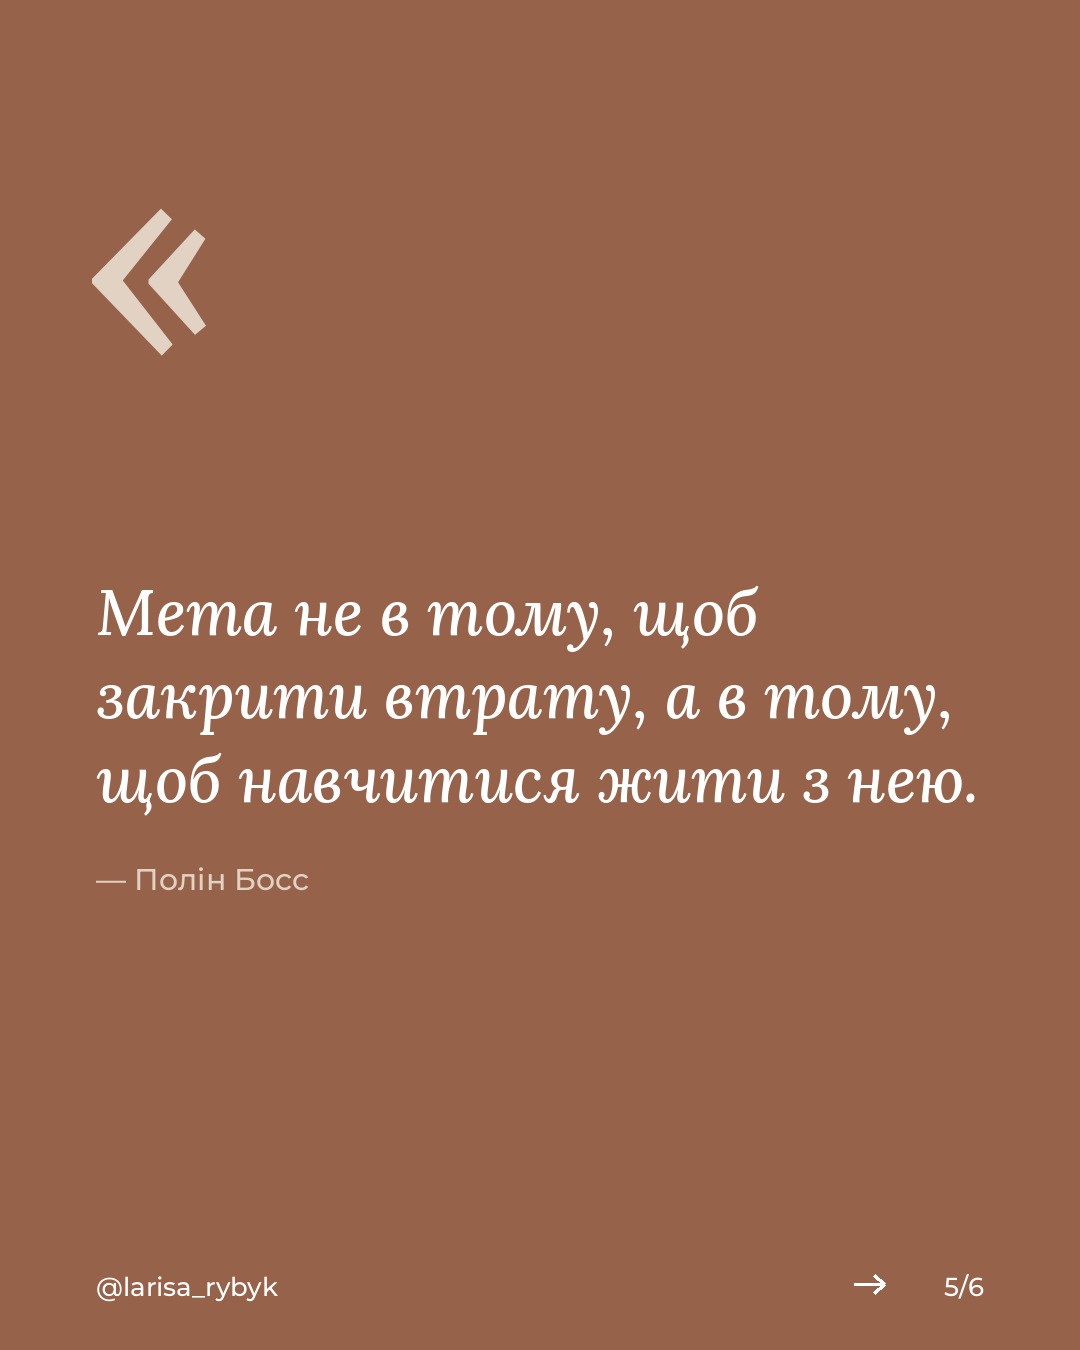 «
Мета не в тому, щоб
закрити втрату, а в тому,
щоб навчитися жити з нею.
— Полін Босс
@larisa_rybyk → 5/6